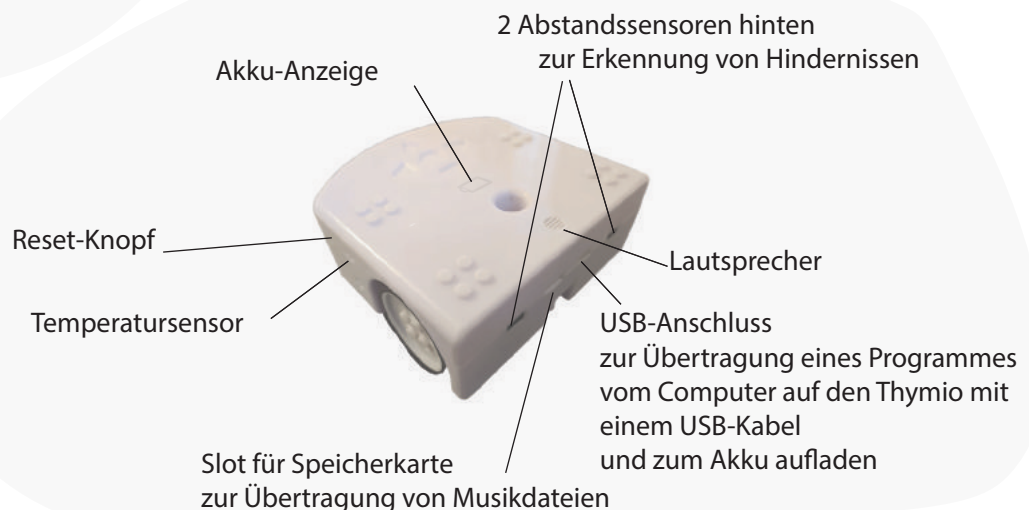 2 Abstandssensoren hinten
zur Erkennung von Hindernissen
Akku-Anzeige
Reset-Knopf
Lautsprecher
Temperatursensor
USB-Anschluss
zur Übertragung eines Programmes
vom Computer auf den Thymio mit
einem USB-Kabel
und zum Akku aufladen
Slot für Speicherkarte
zur Übertragung von Musikdateien